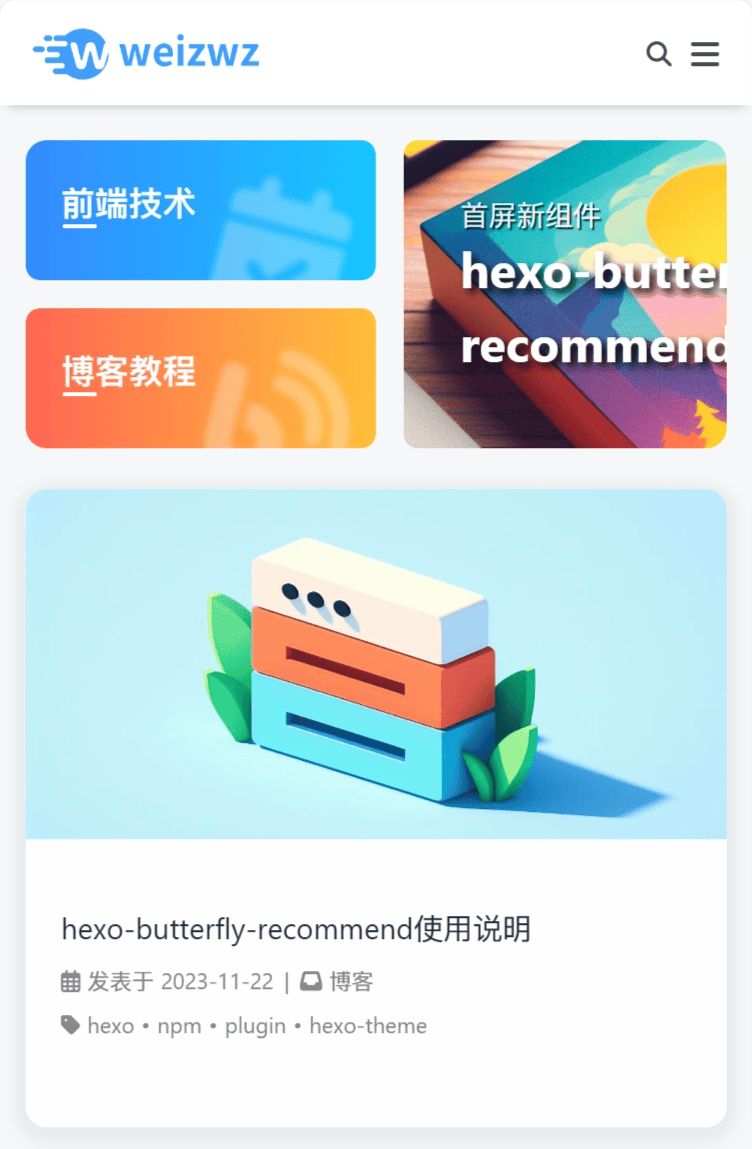 weizwz
前端技术
博客教程
首屏新组件
hexo-butter
recommend
hexo-butterfly-recommend使用说明
发表于 2023-11-22 | 博客
hexo • npm • plugin • hexo-theme